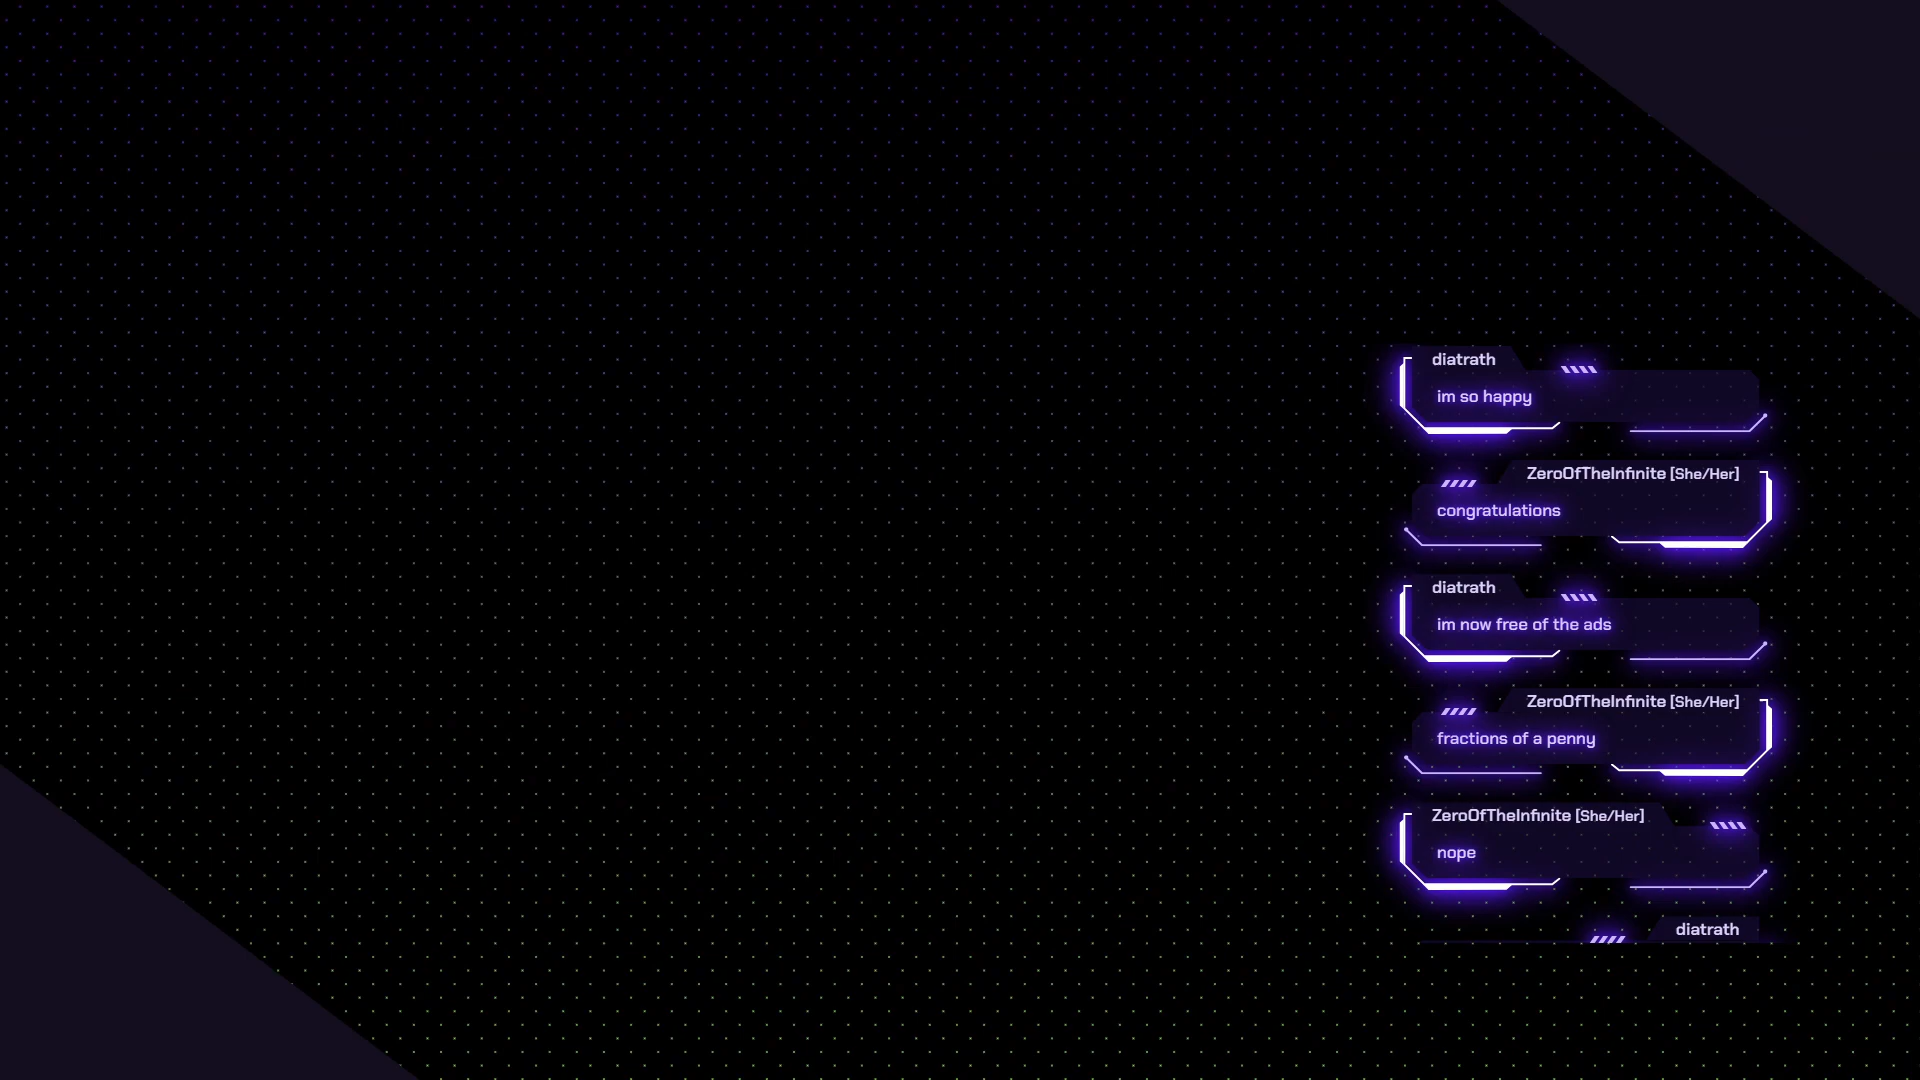 diatrath
im so happy
ZeroOfTheInfinite [She/Her]
congratulations
diatrath
im now free of the ads
ZeroOfTheInfinite [She/Her]
fractions of a penny
ZeroOfTheInfinite [She/Her]
nope
diatrath